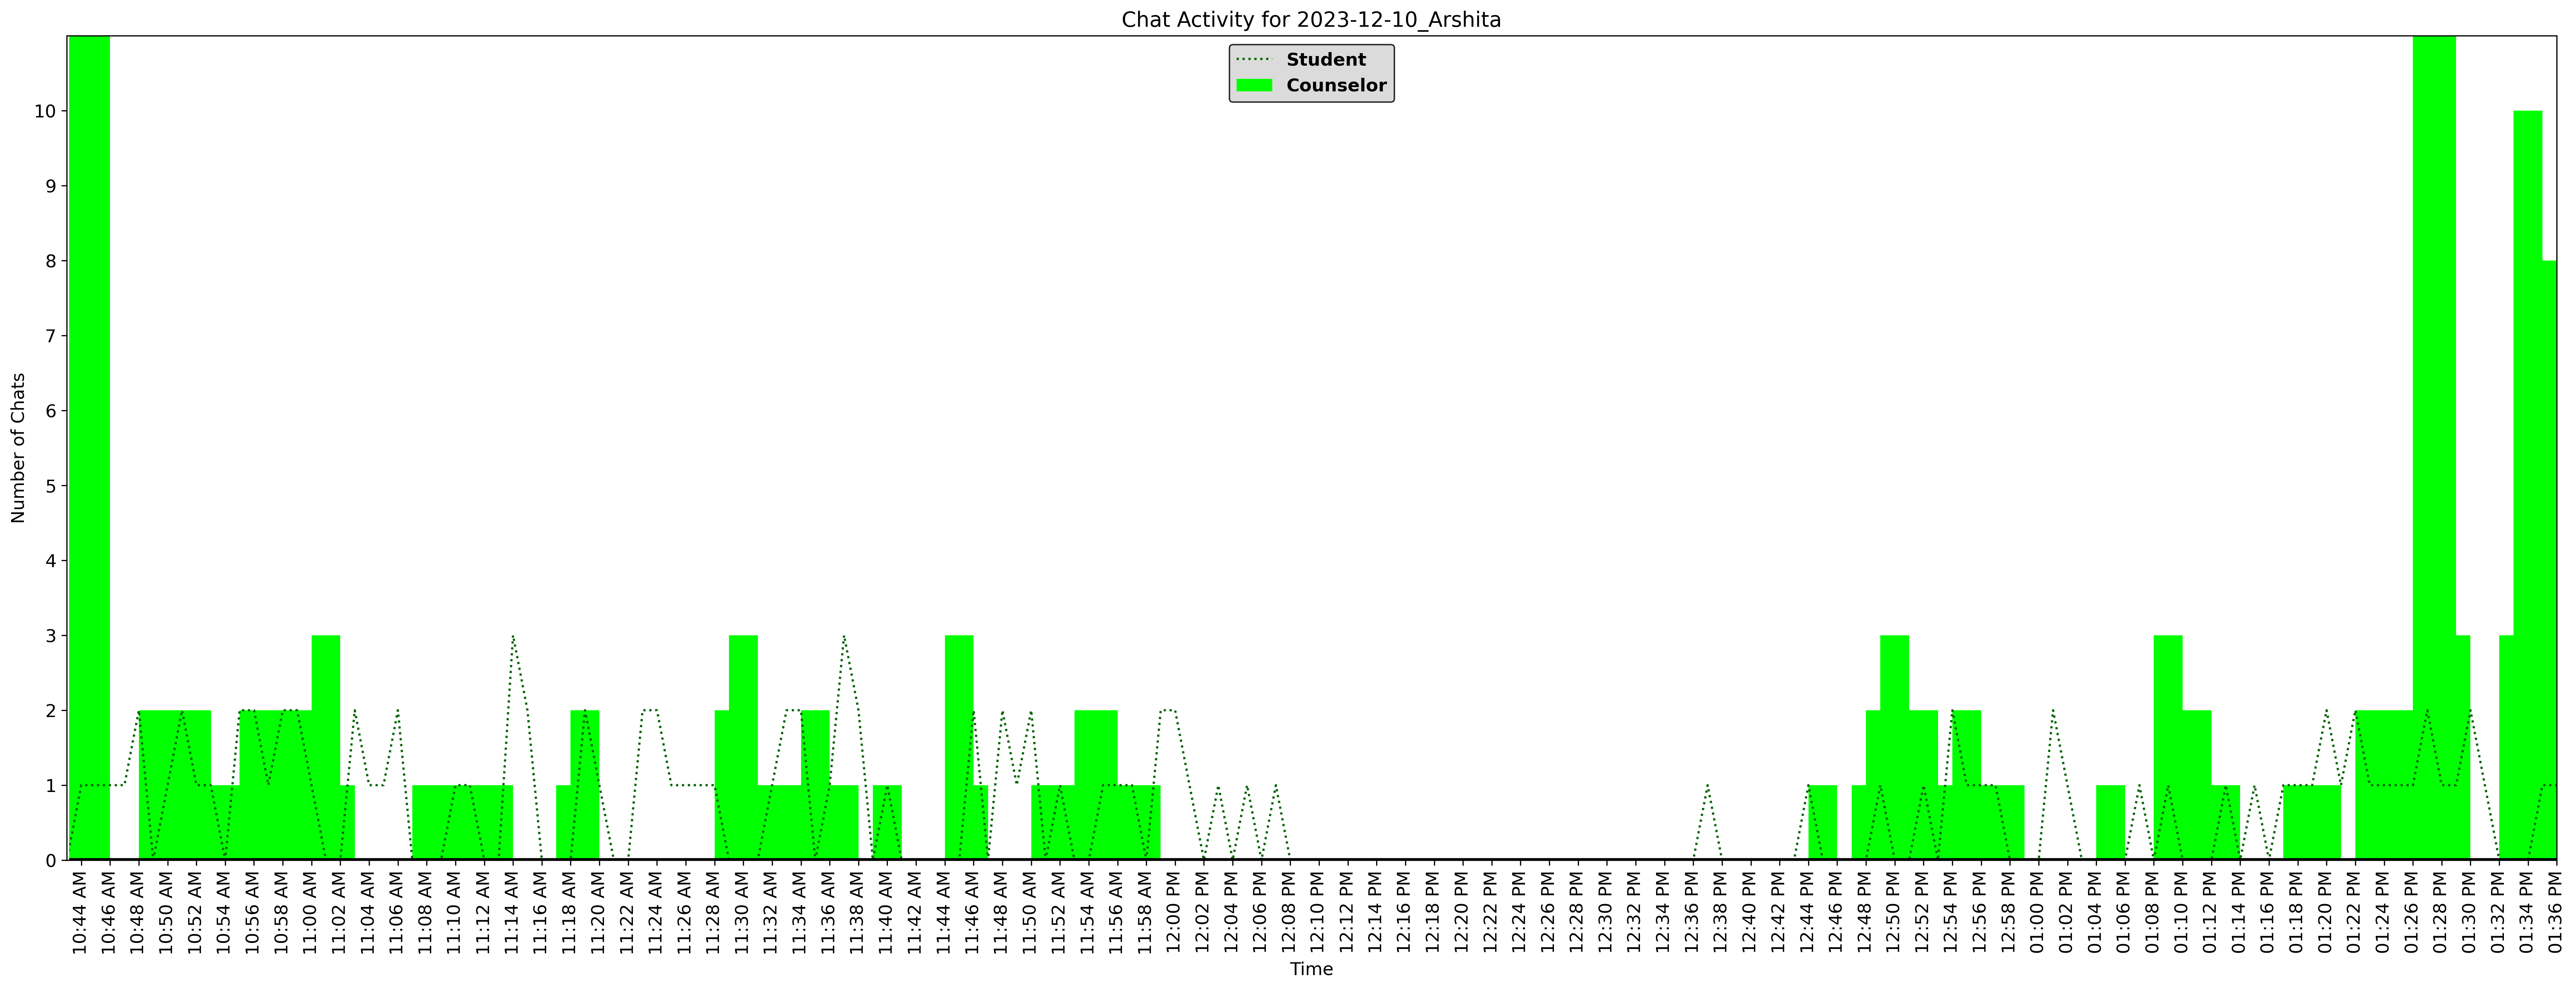 Chat Activity for 2023-12-10_Arshita
Student
Counselor
Number of Chats
10
9
8
7
6
5
4
3
2
1
0
10:44 AM
10:46 AM
10:48 AM
10:50 AM
10:52 AM
10:54 AM
10:56 AM
10:58 AM
11:00 AM
11:02 AM
11:04 AM
11:06 AM
11:08 AM
11:10 AM
11:12 AM
11:14 AM
11:16 AM
11:18 AM
11:20 AM
11:22 AM
11:24 AM
11:26 AM
11:28 AM
11:30 AM
11:32 AM
11:34 AM
11:36 AM
11:38 AM
11:40 AM
11:42 AM
11:44 AM
11:46 AM
11:48 AM
11:50 AM
11:52 AM
11:54 AM
11:56 AM
11:58 AM
12:00 PM
12:02 PM
12:04 PM
12:06 PM
12:08 PM
12:10 PM
12:12 PM
12:14 PM
12:16 PM
12:18 PM
12:20 PM
12:22 PM
12:24 PM
12:26 PM
12:28 PM
12:30 PM
12:32 PM
12:34 PM
12:36 PM
12:38 PM
12:40 PM
12:42 PM
12:44 PM
12:46 PM
12:48 PM
12:50 PM
12:52 PM
12:54 PM
12:56 PM
12:58 PM
01:00 PM
01:02 PM
01:04 PM
01:06 PM
01:08 PM
01:10 PM
01:12 PM
01:14 PM
01:16 PM
01:18 PM
01:20 PM
01:22 PM
01:24 PM
01:26 PM
01:28 PM
01:30 PM
01:32 PM
01:34 PM
01:36 PM
Time